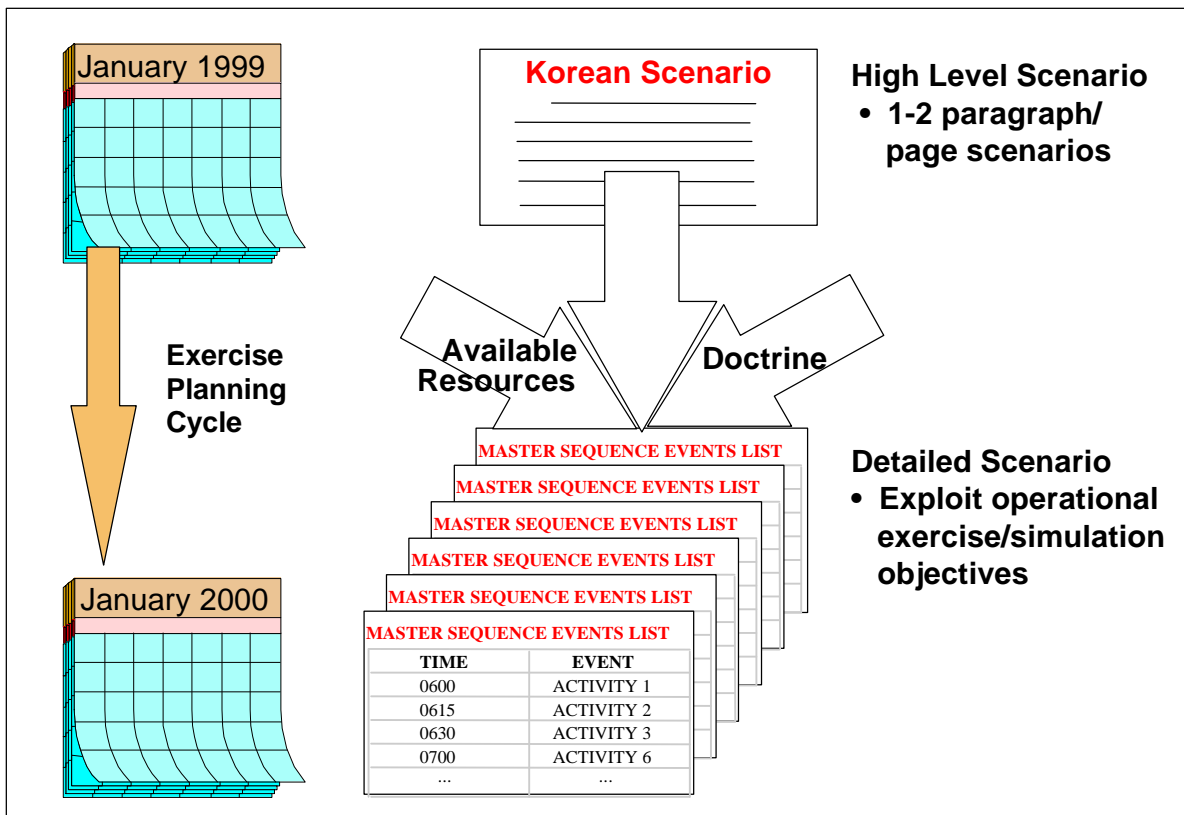 January 1999
Exercise
Planning
Cycle
January 2000
Korean Scenario
Available
Resources
Doctrine
MASTER SEQUENCE EVENTS LIST
MASTER SEQUENCE EVENTS LIST
MASTER SEQUENCE EVENTS LIST
MASTER SEQUENCE EVENTS LIST
MASTER SEQUENCE EVENTS LIST
MASTER SEQUENCE EVENTS LIST
TIME EVENT
0600 ACTIVITY 1
0615 ACTIVITY 2
0630 ACTIVITY 3
0700 ACTIVITY 6
... ...
High Level Scenario
• 1-2 paragraph/
page scenarios
Detailed Scenario
• Exploit operational
exercise/simulation
objectives